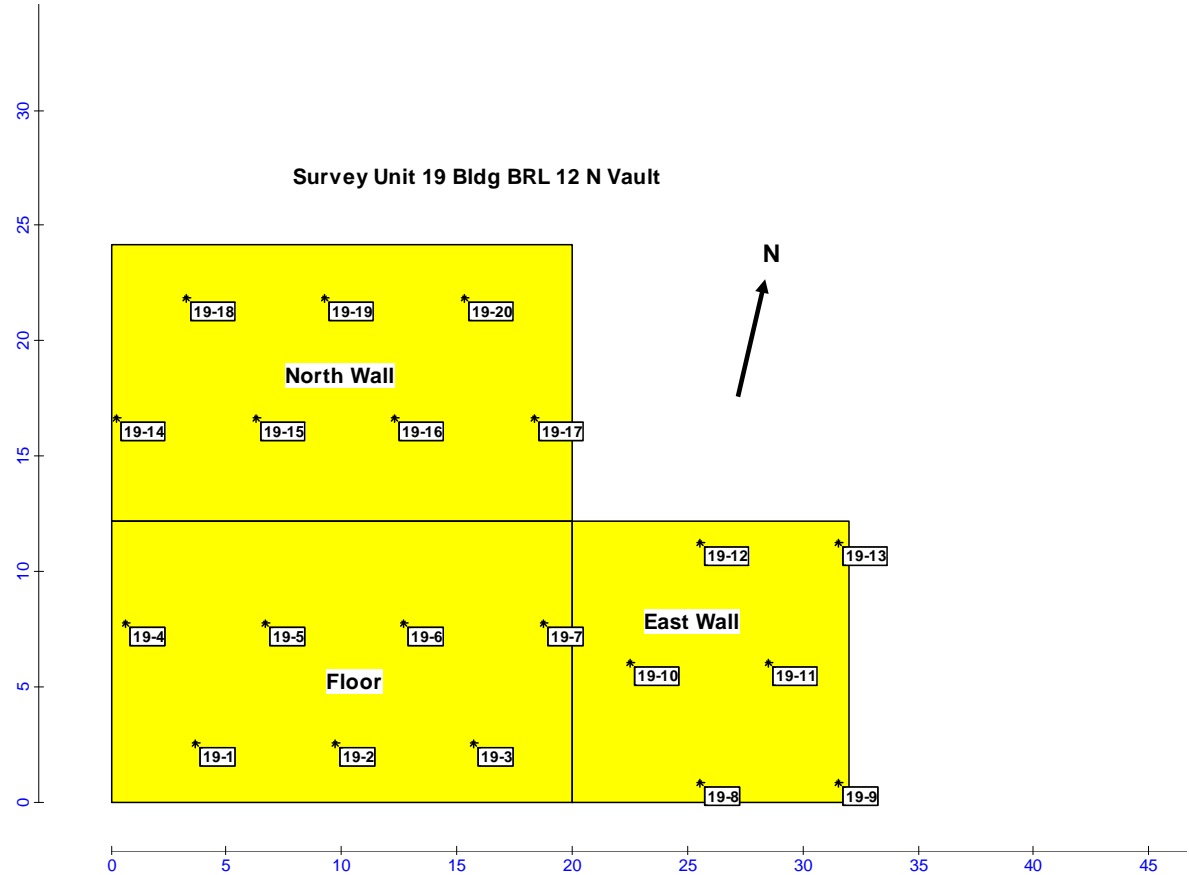 30
Survey Unit 19 Bldg BRL 12 N Vault
25
N
19-18 19-19 19-20
20
North Wall
19-14 19-15 19-16 19-17
15
19-12 19-13
10
19-4 19-5 19-6 19-7
East Wall
19-10 19-11
Floor
5
19-1 19-2 19-3
19-8 19-9
0
0 5 10 15 20 25 30 35 40 45